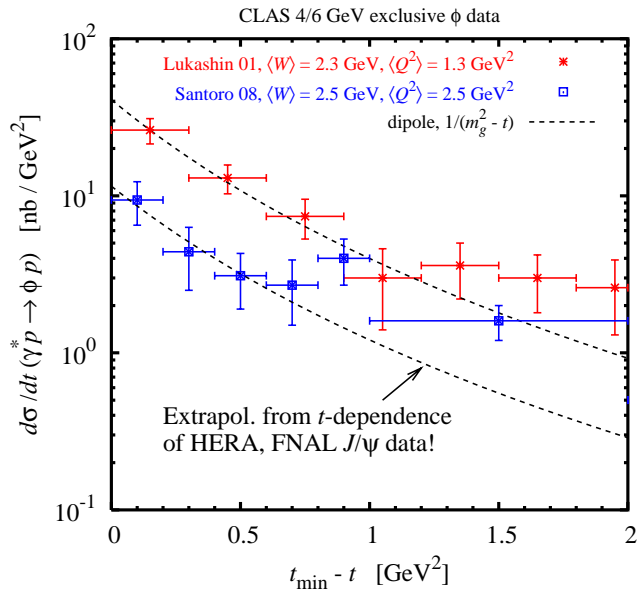 CLAS 4/6 GeV exclusive ϕ data
Lukashin 01, ⟨W⟩ = 2.3 GeV, ⟨Q²⟩ = 1.3 GeV²
Santoro 08, ⟨W⟩ = 2.5 GeV, ⟨Q²⟩ = 2.5 GeV²
dipole, 1/(m_g² - t)
10²
10¹
10⁰
10⁻¹
dσ/dt (γ* p → ϕ p) [nb / GeV²]
Extrapol. from t-dependence
of HERA, FNAL J/ψ data!
0 0.5 1 1.5 2
t_min - t [GeV²]